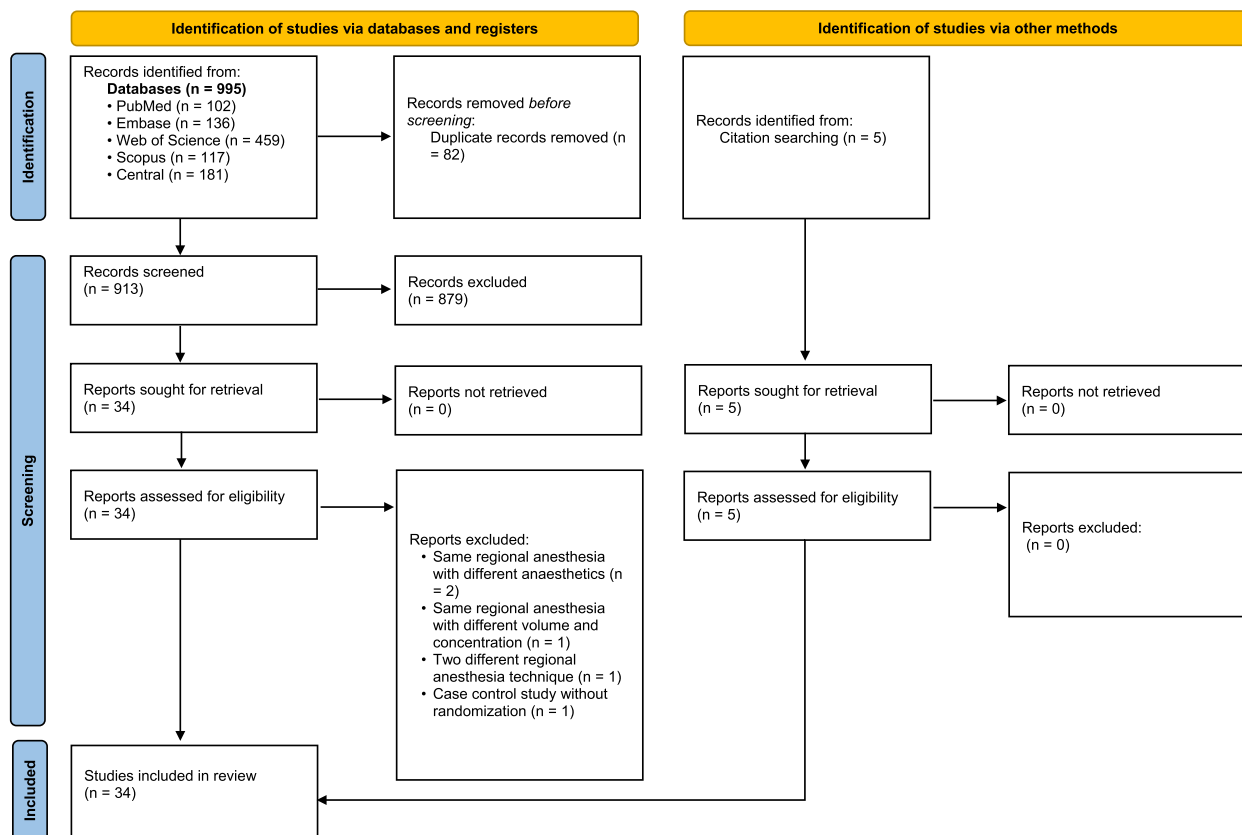 Identification of studies via databases and registers
Identification of studies via other methods
Identification
Records identified from:
Databases (n = 995)
• PubMed (n = 102)
• Embase (n = 136)
• Web of Science (n = 459)
• Scopus (n = 117)
• Central (n = 181)
Records removed before
screening:
Duplicate records removed (n
= 82)
Records identified from:
Citation searching (n = 5)
Screening
Records screened
(n = 913)
Records excluded
(n = 879)
Reports sought for retrieval
(n = 34)
Reports not retrieved
(n = 0)
Reports sought for retrieval
(n = 5)
Reports not retrieved
(n = 0)
Reports assessed for eligibility
(n = 34)
Reports excluded:
• Same regional anesthesia
with different anaesthetics (n
= 2)
• Same regional anesthesia
with different volume and
concentration (n = 1)
• Two different regional
anesthesia technique (n = 1)
• Case control study without
randomization (n = 1)
Reports assessed for eligibility
(n = 5)
Reports excluded:
(n = 0)
Included
Studies included in review
(n = 34)